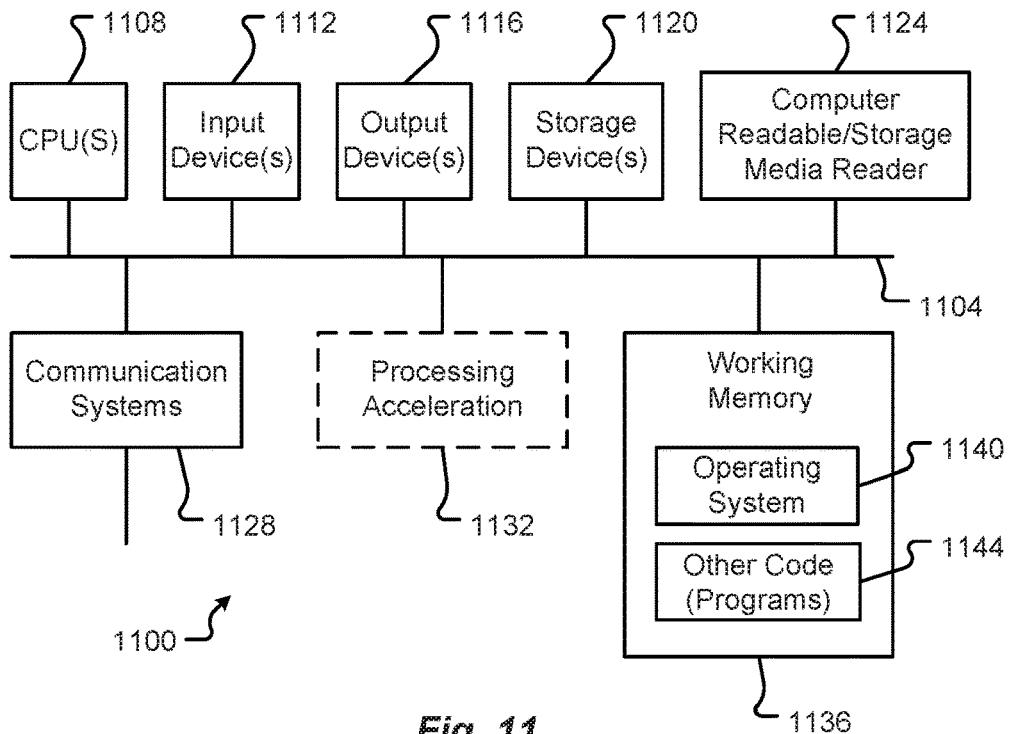 1108
1112
1116
1120
1124
CPU(S)
Input
Device(s)
Output
Device(s)
Storage
Device(s)
Computer
Readable/Storage
Media Reader
1104
Communication
Systems
Processing
Acceleration
Working
Memory
Operating
System
1140
Other Code
(Programs)
1144
1128
1132
1100
1136
Fig. 11